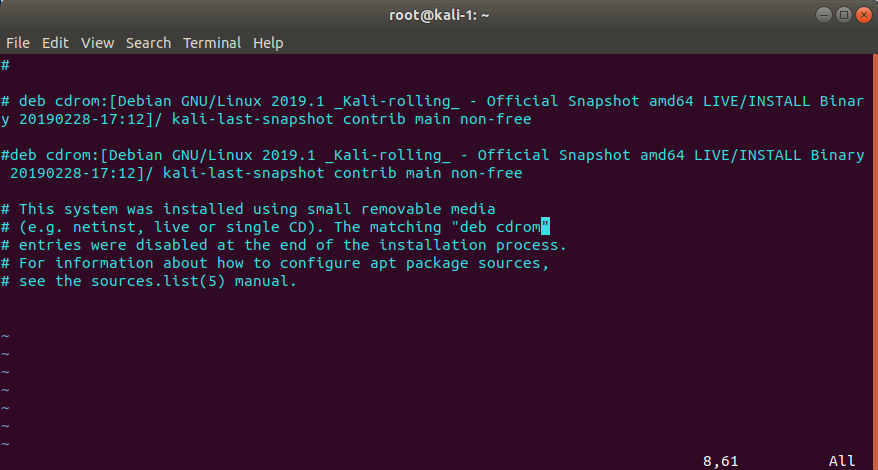 root@kali-1: ~
File Edit View Search Terminal Help
#
# deb cdrom:[Debian GNU/Linux 2019.1 _Kali-rolling_ - Official Snapshot amd64 LIVE/INSTALL Binar
y 20190228-17:12]/ kali-last-snapshot contrib main non-free
#deb cdrom:[Debian GNU/Linux 2019.1 _Kali-rolling_ - Official Snapshot amd64 LIVE/INSTALL Binary
 20190228-17:12]/ kali-last-snapshot contrib main non-free
# This system was installed using small removable media
# (e.g. netinst, live or single CD). The matching "deb cdrom"
# entries were disabled at the end of the installation process.
# For information about how to configure apt package sources,
# see the sources.list(5) manual.
~
~
~
~
~
~
~
8,61 All